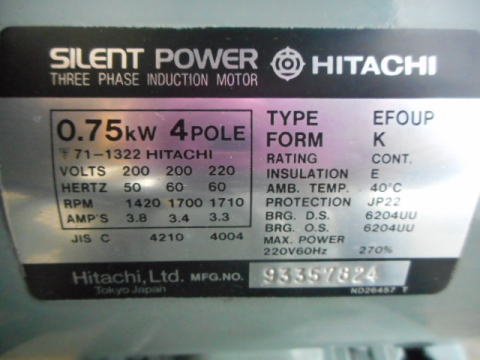 SILENT POWER HITACHI
THREE PHASE INDUCTION MOTOR
0.75kW 4 POLE
71-1322 HITACHI
VOLTS 200 200 220
HERTZ 50 60 60
RPM 1420 1700 1710
AMP'S 3.8 3.4 3.3
JIS C 4210 4004
TYPE EFOUP
FORM K
RATING CONT.
INSULATION E
AMB. TEMP. 40°C
PROTECTION JP22
BRG. D.S. 6204UU
BRG. O.S. 6204UU
MAX. POWER
220V60Hz 270%
Hitachi, Ltd. MFG.NO. 93357824
Tokyo Japan
ND26457 T